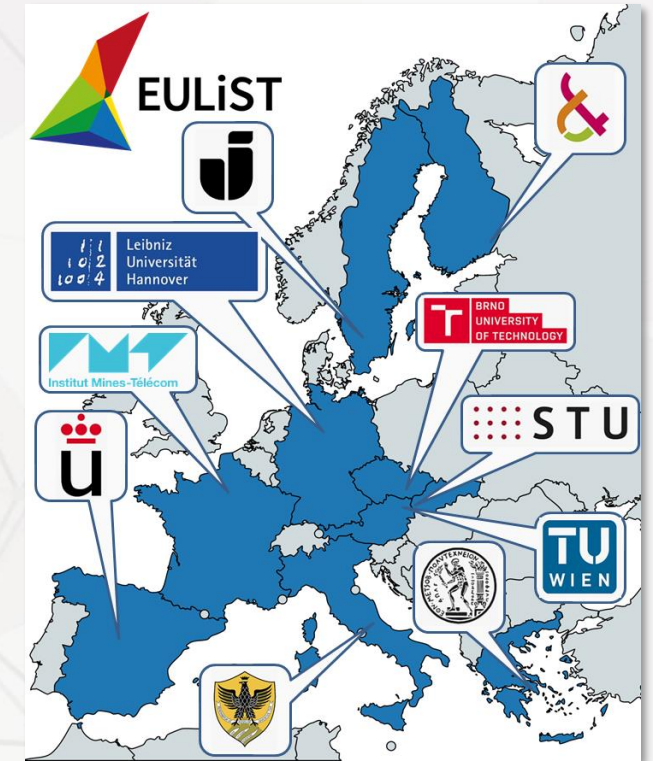 EULiST
Leibniz
Universität
Hannover
BRNO
UNIVERSITY
OF TECHNOLOGY
Institut Mines-Télécom
STU
u
TU
WIEN